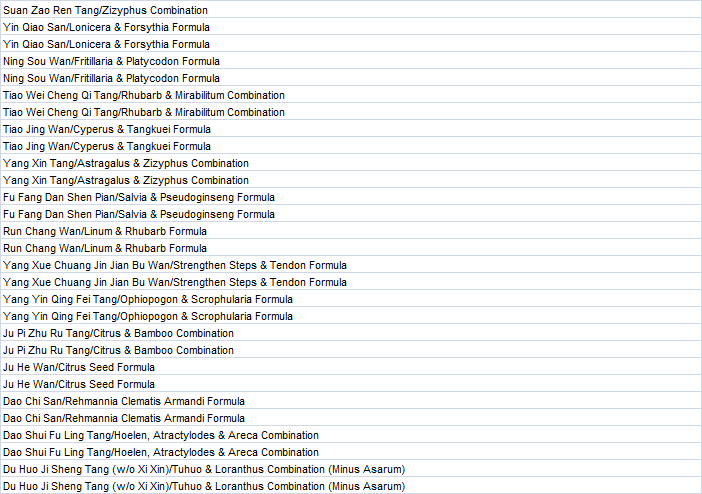 Suan Zao Ren Tang/Zizyphus Combination
Yin Qiao San/Lonicera & Forsythia Formula
Yin Qiao San/Lonicera & Forsythia Formula
Ning Sou Wan/Fritillaria & Platycodon Formula
Ning Sou Wan/Fritillaria & Platycodon Formula
Tiao Wei Cheng Qi Tang/Rhubarb & Mirabilitum Combination
Tiao Wei Cheng Qi Tang/Rhubarb & Mirabilitum Combination
Tiao Jing Wan/Cyperus & Tangkuei Formula
Tiao Jing Wan/Cyperus & Tangkuei Formula
Yang Xin Tang/Astragalus & Zizyphus Combination
Yang Xin Tang/Astragalus & Zizyphus Combination
Fu Fang Dan Shen Pian/Salvia & Pseudoginseng Formula
Fu Fang Dan Shen Pian/Salvia & Pseudoginseng Formula
Run Chang Wan/Linum & Rhubarb Formula
Run Chang Wan/Linum & Rhubarb Formula
Yang Xue Chuang Jin Jian Bu Wan/Strengthen Steps & Tendon Formula
Yang Xue Chuang Jin Jian Bu Wan/Strengthen Steps & Tendon Formula
Yang Yin Qing Fei Tang/Ophiopogon & Scrophularia Formula
Yang Yin Qing Fei Tang/Ophiopogon & Scrophularia Formula
Ju Pi Zhu Ru Tang/Citrus & Bamboo Combination
Ju Pi Zhu Ru Tang/Citrus & Bamboo Combination
Ju He Wan/Citrus Seed Formula
Ju He Wan/Citrus Seed Formula
Dao Chi San/Rehmannia Clematis Armandi Formula
Dao Chi San/Rehmannia Clematis Armandi Formula
Dao Shui Fu Ling Tang/Hoelen, Atractylodes & Areca Combination
Dao Shui Fu Ling Tang/Hoelen, Atractylodes & Areca Combination
Du Huo Ji Sheng Tang (w/o Xi Xin)/Tuhuo & Loranthus Combination (Minus Asarum)
Du Huo Ji Sheng Tang (w/o Xi Xin)/Tuhuo & Loranthus Combination (Minus Asarum)